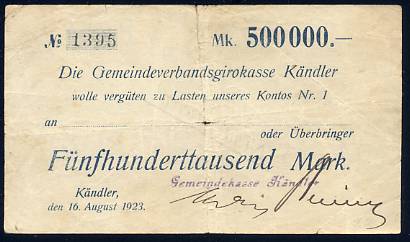 № 1395 Mk. 500000.—
Die Gemeindeverbandsgirokasse Kändler
wolle vergüten zu Lasten unseres Kontos Nr. 1
an
oder Überbringer
Fünfhunderttausend Mark.
Gemeindekasse Kändler
Kändler,
den 16. August 1923.